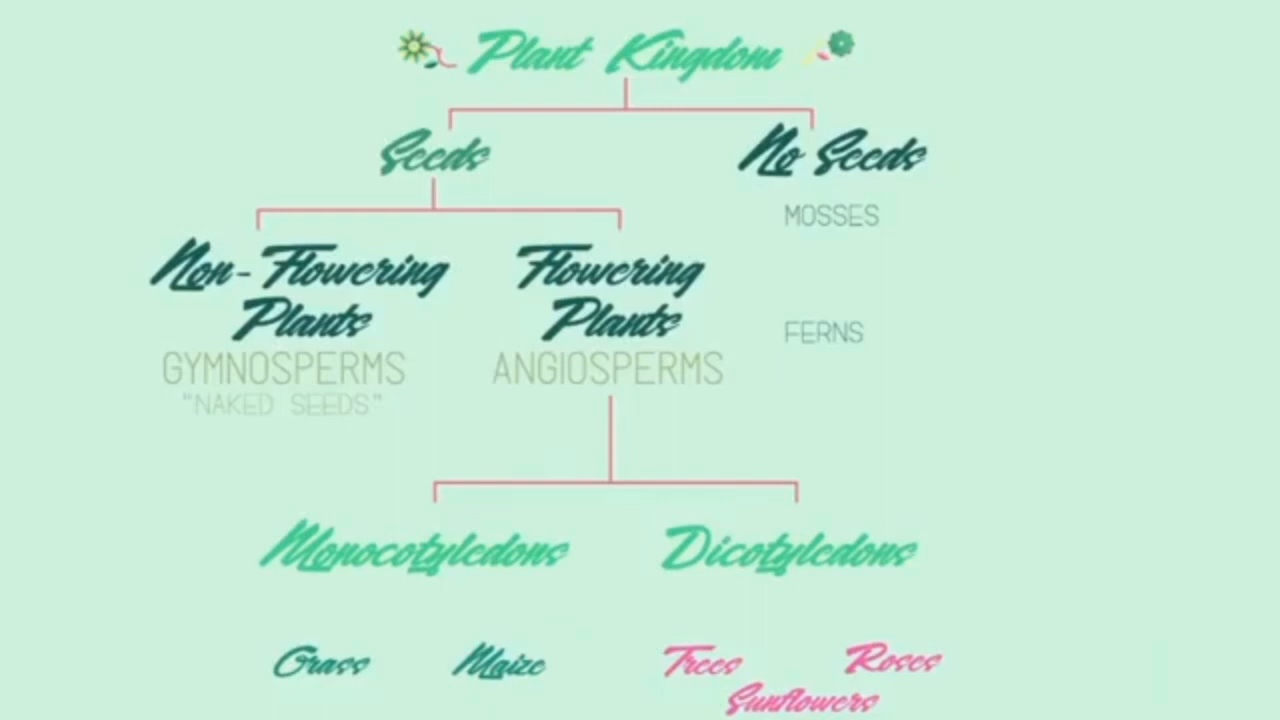 Plant Kingdom
Seeds
No Seeds
MOSSES
Non-Flowering
Plants
GYMNOSPERMS
"NAKED SEEDS"
Flowering
Plants
ANGIOSPERMS
FERNS
Monocotyledons
Dicotyledons
Grass
Maize
Trees
Roses
Sunflowers